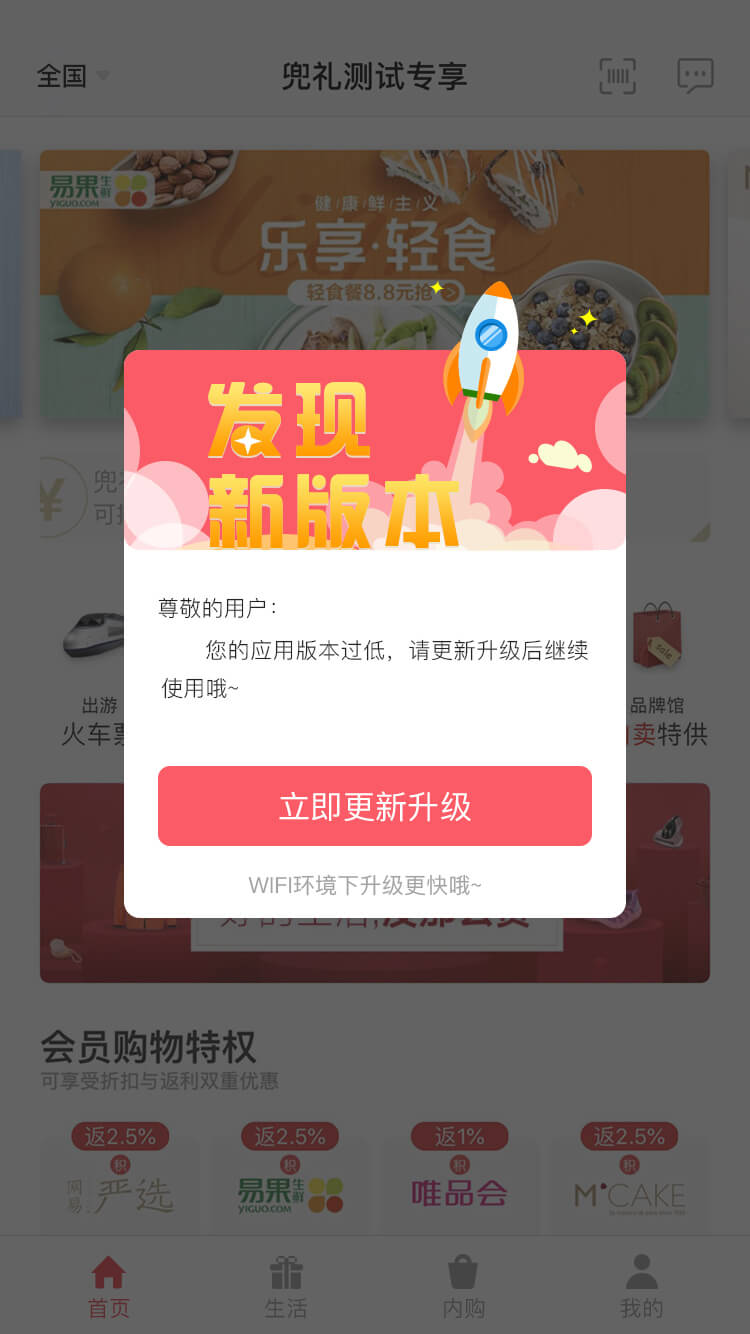 全国
兜礼测试专享
易果生鲜
YIGUO.COM
健/康/鲜/主/义
乐享·轻食
轻食餐8.8元抢
发现
新版本
¥
兜
可
尊敬的用户：
您的应用版本过低，请更新升级后继续
使用哦~
出游
火车票
品牌馆
sale
卖特供
立即更新升级
WIFI环境下升级更快哦~
会员购物特权
可享受折扣与返利双重优惠
返2.5%
返2.5%
返1%
返2.5%
积
积
积
积
网易严选
易果生鲜
YIGUO.COM
唯品会
M·CAKE
首页
生活
内购
我的